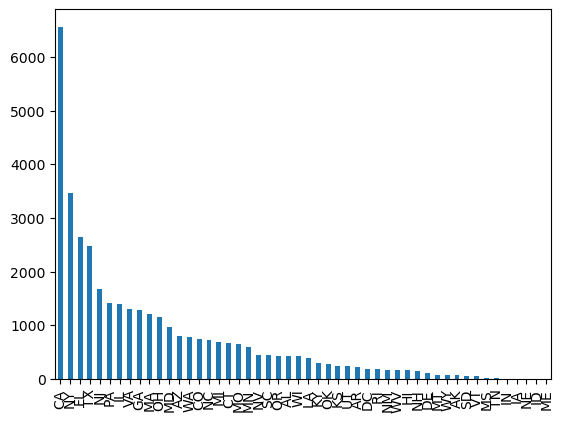 6000
5000
4000
3000
2000
1000
0
CA
NY
FL
TX
NJ
PA
IL
VA
GA
MA
OH
MD
AZ
WA
CO
NC
MI
CT
MO
MN
NV
SC
OR
AL
WI
LA
KY
OK
KS
UT
AR
DC
RI
NM
WV
HI
NH
DE
MT
WY
AK
SD
VT
MS
TN
IN
IA
NE
ID
ME